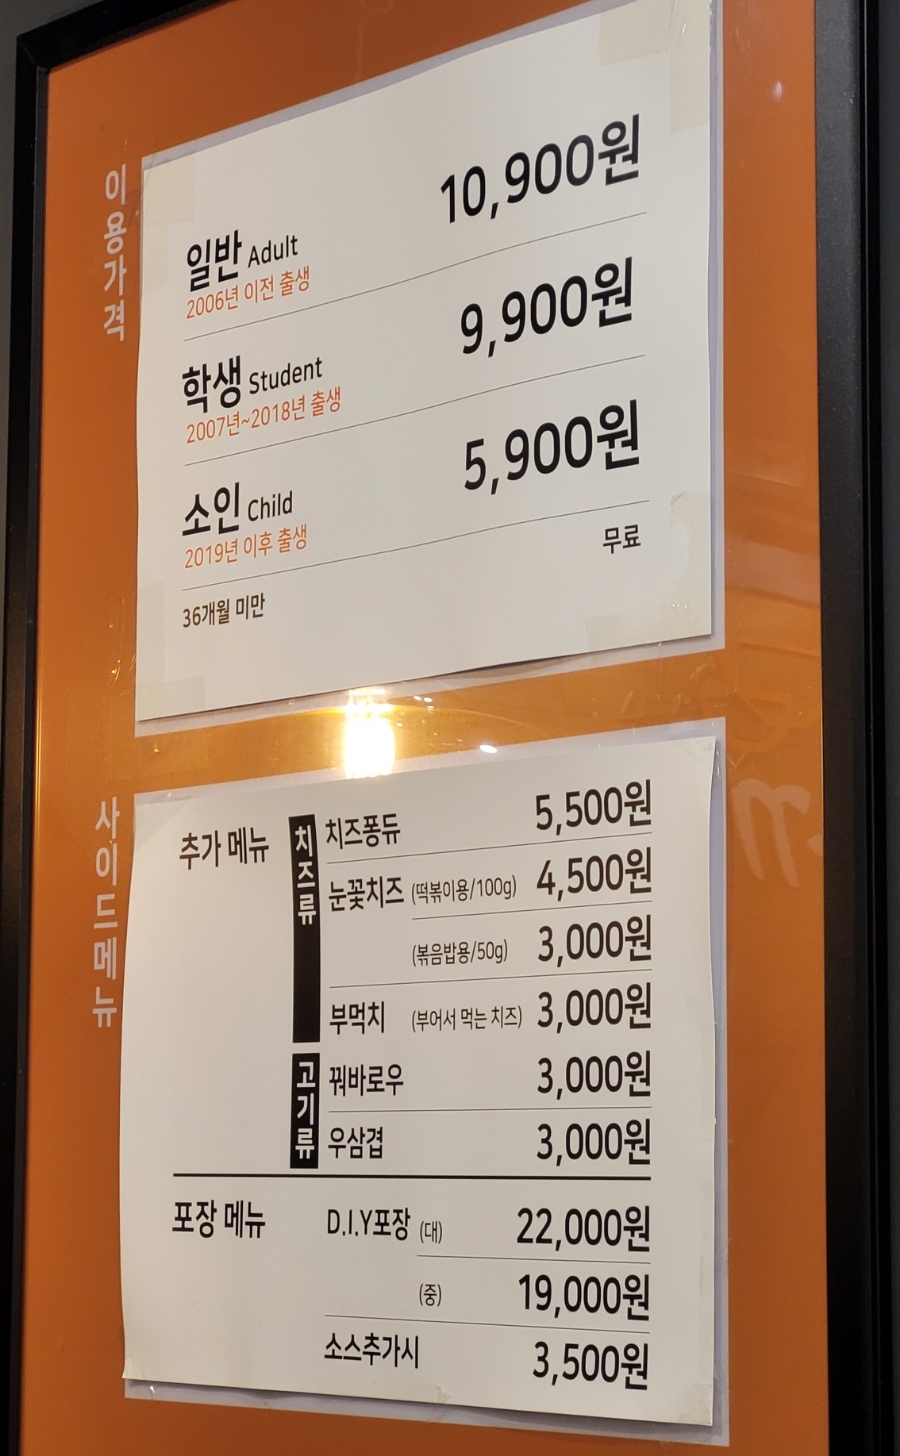 이용가격
일반 Adult 10,900원
2006년 이전 출생
학생 Student 9,900원
2007년~2018년 출생
소인 Child 5,900원
2019년 이후 출생
36개월 미만 무료
사이드메뉴
추가 메뉴
치즈류
치즈퐁듀 5,500원
눈꽃치즈 (떡볶이용/100g) 4,500원
(볶음밥용/50g) 3,000원
부먹치 (부어서 먹는 치즈) 3,000원
고기류
꿔바로우 3,000원
우삼겹 3,000원
포장 메뉴
D.I.Y포장 (대) 22,000원
(중) 19,000원
소스추가시 3,500원